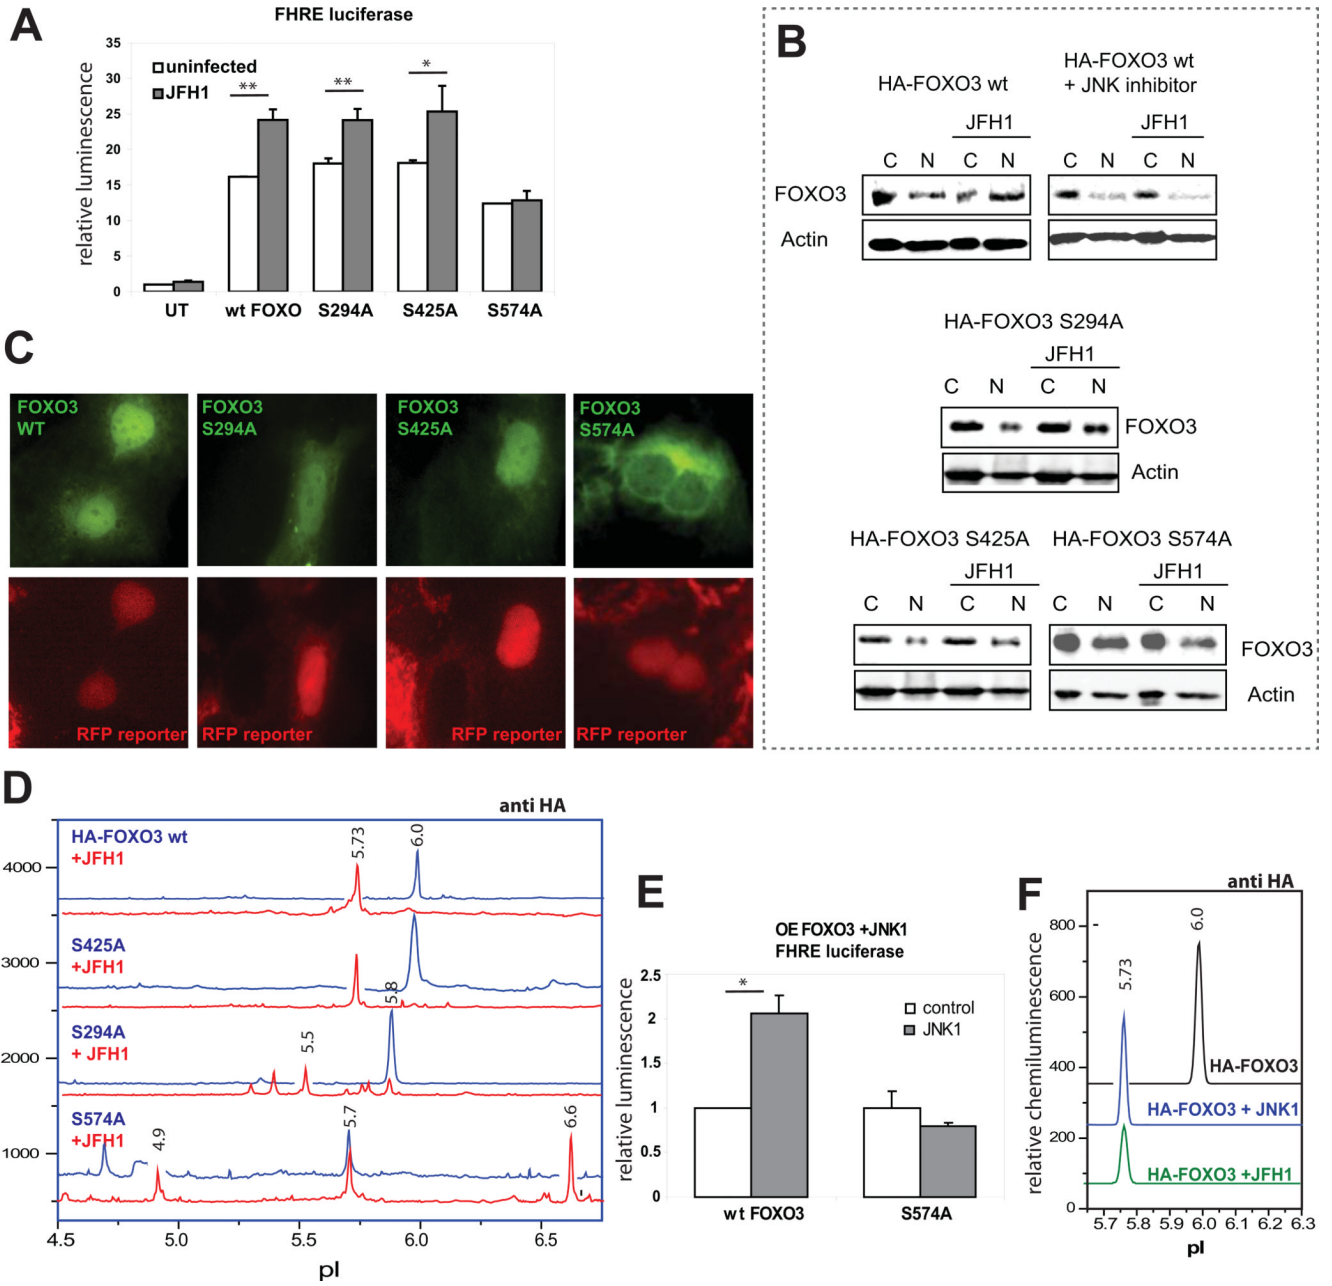 A
FHRE luciferase
relative luminescence
35
30
25
20
15
10
5
0
uninfected
JFH1
**
**
*
UT
wt FOXO
S294A
S425A
S574A
B
HA-FOXO3 wt
HA-FOXO3 wt
+ JNK inhibitor
JFH1
JFH1
C N C N
C N C N
FOXO3
Actin
HA-FOXO3 S294A
JFH1
C N C N
FOXO3
Actin
HA-FOXO3 S425A
HA-FOXO3 S574A
JFH1
JFH1
C N C N
C N C N
FOXO3
Actin
C
FOXO3
WT
FOXO3
S294A
FOXO3
S425A
FOXO3
S574A
RFP reporter
RFP reporter
RFP reporter
RFP reporter
D
anti HA
HA-FOXO3 wt
+JFH1
5.73
6.0
S425A
+JFH1
5.8
S294A
+ JFH1
5.5
S574A
+JFH1
4.9
5.7
6.6
4000
3000
2000
1000
4.5
5.0
5.5
6.0
6.5
pI
E
OE FOXO3 +JNK1
FHRE luciferase
relative luminescence
2.5
2
1.5
1
0.5
0
*
control
JNK1
wt FOXO3
S574A
F
anti HA
relative chemiluminescence
800
600
400
200
0
-
5.73
6.0
HA-FOXO3
HA-FOXO3 + JNK1
HA-FOXO3 +JFH1
5.7
5.8
5.9
6.0
6.1
6.2
6.3
pI